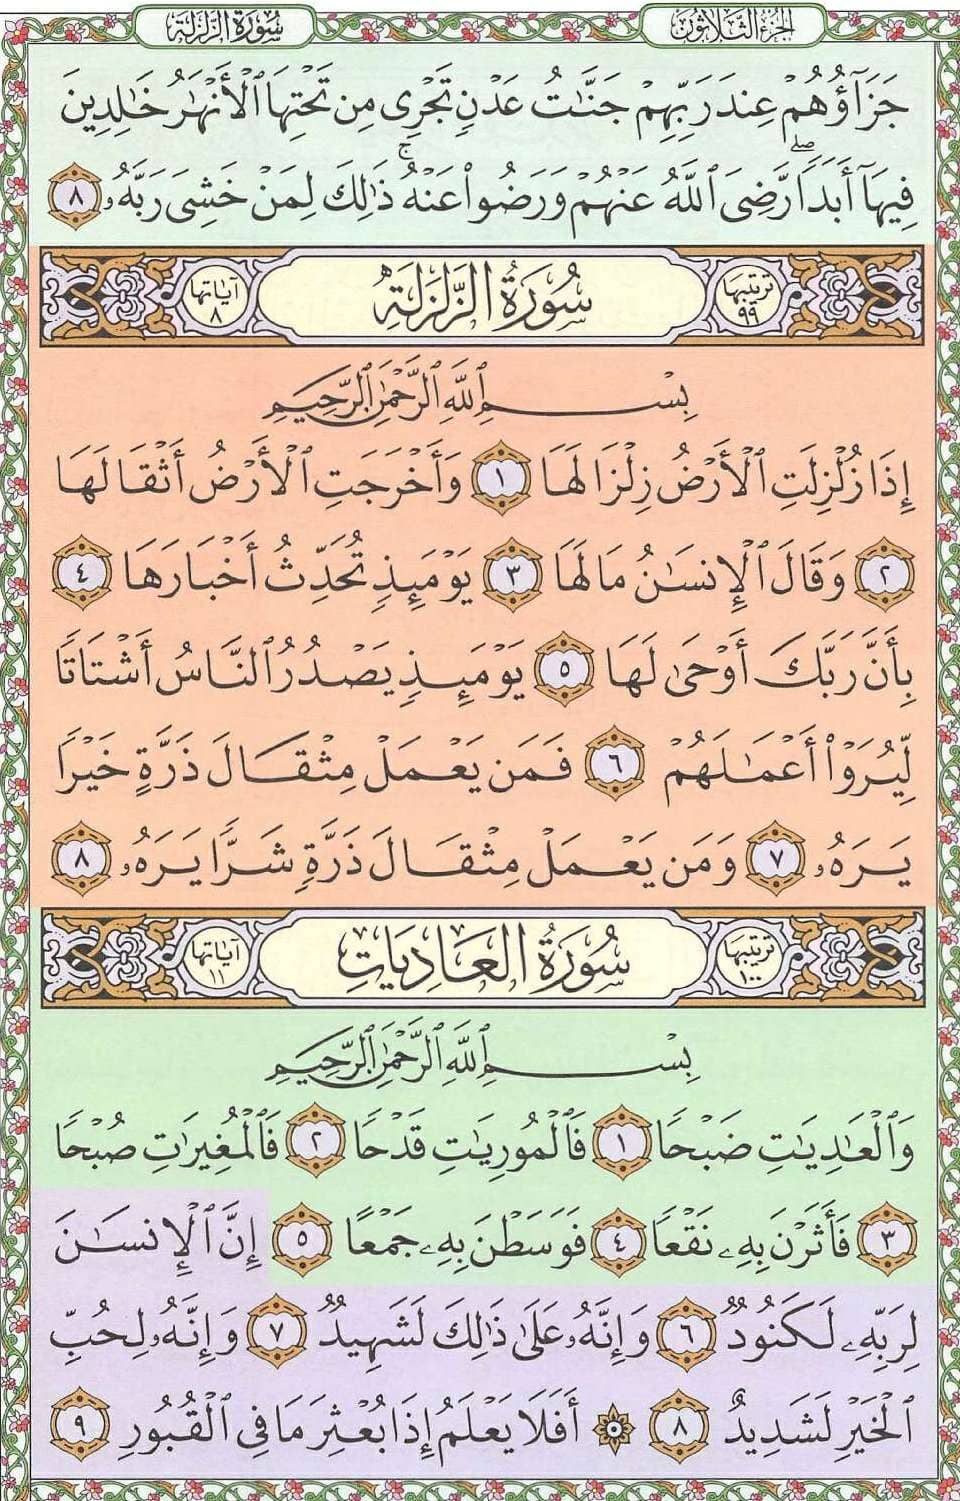 الجزء الثلاثون
سورة الزلزلة
جَزَآؤُهُمْ عِندَ رَبِّهِمْ جَنَّٰتُ عَدْنٍ تَجْرِى مِن تَحْتِهَا ٱلْأَنْهَٰرُ خَٰلِدِينَ
فِيهَآ أَبَدًا ۖ رَّضِىَ ٱللَّهُ عَنْهُمْ وَرَضُوا۟ عَنْهُ ۚ ذَٰلِكَ لِمَنْ خَشِىَ رَبَّهُۥ ٨
ترتيبها ٩٩ سُورَةُ الزَّلزَلةِ آياتها ٨
بِسْمِ ٱللَّهِ ٱلرَّحْمَٰنِ ٱلرَّحِيمِ
إِذَا زُلْزِلَتِ ٱلْأَرْضُ زِلْزَالَهَا ١ وَأَخْرَجَتِ ٱلْأَرْضُ أَثْقَالَهَا
٢ وَقَالَ ٱلْإِنسَٰنُ مَا لَهَا ٣ يَوْمَئِذٍ تُحَدِّثُ أَخْبَارَهَا ٤
بِأَنَّ رَبَّكَ أَوْحَىٰ لَهَا ٥ يَوْمَئِذٍ يَصْدُرُ ٱلنَّاسُ أَشْتَاتًا
لِّيُرَوْا۟ أَعْمَٰلَهُمْ ٦ فَمَن يَعْمَلْ مِثْقَالَ ذَرَّةٍ خَيْرًا
يَرَهُۥ ٧ وَمَن يَعْمَلْ مِثْقَالَ ذَرَّةٍ شَرًّا يَرَهُۥ ٨
ترتيبها ١٠٠ سُورَةُ العَادِيَاتِ آياتها ١١
بِسْمِ ٱللَّهِ ٱلرَّحْمَٰنِ ٱلرَّحِيمِ
وَٱلْعَٰدِيَٰتِ ضَبْحًا ١ فَٱلْمُورِيَٰتِ قَدْحًا ٢ فَٱلْمُغِيرَٰتِ صُبْحًا
٣ فَأَثَرْنَ بِهِۦ نَقْعًا ٤ فَوَسَطْنَ بِهِۦ جَمْعًا ٥ إِنَّ ٱلْإِنسَٰنَ
لِرَبِّهِۦ لَكَنُودٌ ٦ وَإِنَّهُۥ عَلَىٰ ذَٰلِكَ لَشَهِيدٌ ٧ وَإِنَّهُۥ لِحُبِّ
ٱلْخَيْرِ لَشَدِيدٌ ٨ ۞ أَفَلَا يَعْلَمُ إِذَا بُعْثِرَ مَا فِى ٱلْقُبُورِ ٩